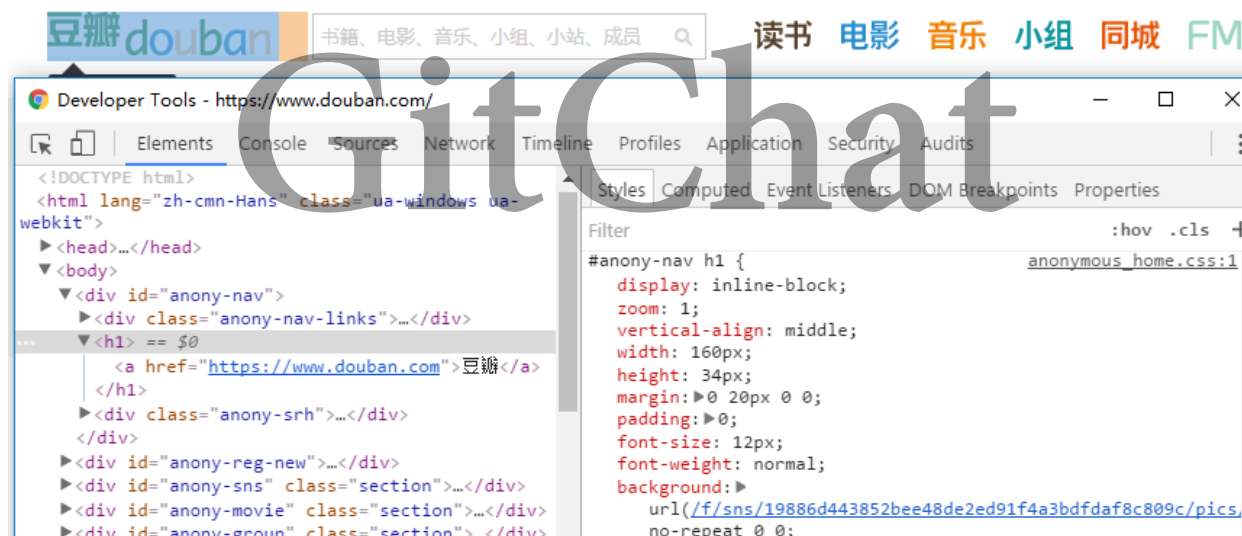 豆瓣douban
书籍、电影、音乐、小组、小站、成员
读书 电影 音乐 小组 同城 FM
GitChat
Developer Tools - https://www.douban.com/
Elements Console Sources Network Timeline Profiles Application Security Audits
<!DOCTYPE html>
<html lang="zh-cmn-Hans" class="ua-windows ua-
webkit">
<head>…</head>
<body>
<div id="anony-nav">
<div class="anony-nav-links">…</div>
<h1> == $0
<a href="https://www.douban.com">豆瓣</a>
</h1>
<div class="anony-srh">…</div>
</div>
<div id="anony-reg-new">…</div>
<div id="anony-sns" class="section">…</div>
<div id="anony-movie" class="section">…</div>
<div id="anony-group" class="section">…</div>
Styles Computed Event Listeners DOM Breakpoints Properties
Filter :hov .cls +
#anony-nav h1 { anonymous_home.css:1
display: inline-block;
zoom: 1;
vertical-align: middle;
width: 160px;
height: 34px;
margin:▶0 20px 0 0;
padding:▶0;
font-size: 12px;
font-weight: normal;
background:▶
url(/f/sns/19886d443852bee48de2ed91f4a3bdfdaf8c809c/pics/
no-repeat 0 0;